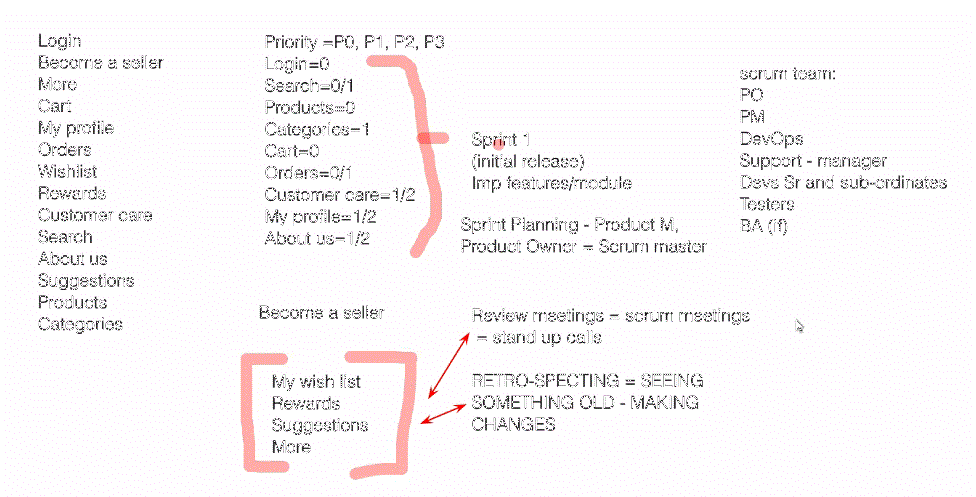 Login
Become a seller
More
Cart
My profile
Orders
Wishlist
Rewards
Customer care
Search
About us
Suggestions
Products
Categories
Priority =P0, P1, P2, P3
Login=0
Search=0/1
Products=0
Categories=1
Cart=0
Orders=0/1
Customer care=1/2
My profile=1/2
About us=1/2
Sprint 1
(initial release)
Imp features/module
Sprint Planning - Product M,
Product Owner = Scrum master
scrum team:
PO
PM
DevOps
Support - manager
Devs Sr and sub-ordinates
Testers
BA (if)
Become a seller
My wish list
Rewards
Suggestions
More
Review meetings = scrum meetings
= stand up calls
RETRO-SPECTING = SEEING
SOMETHING OLD - MAKING
CHANGES